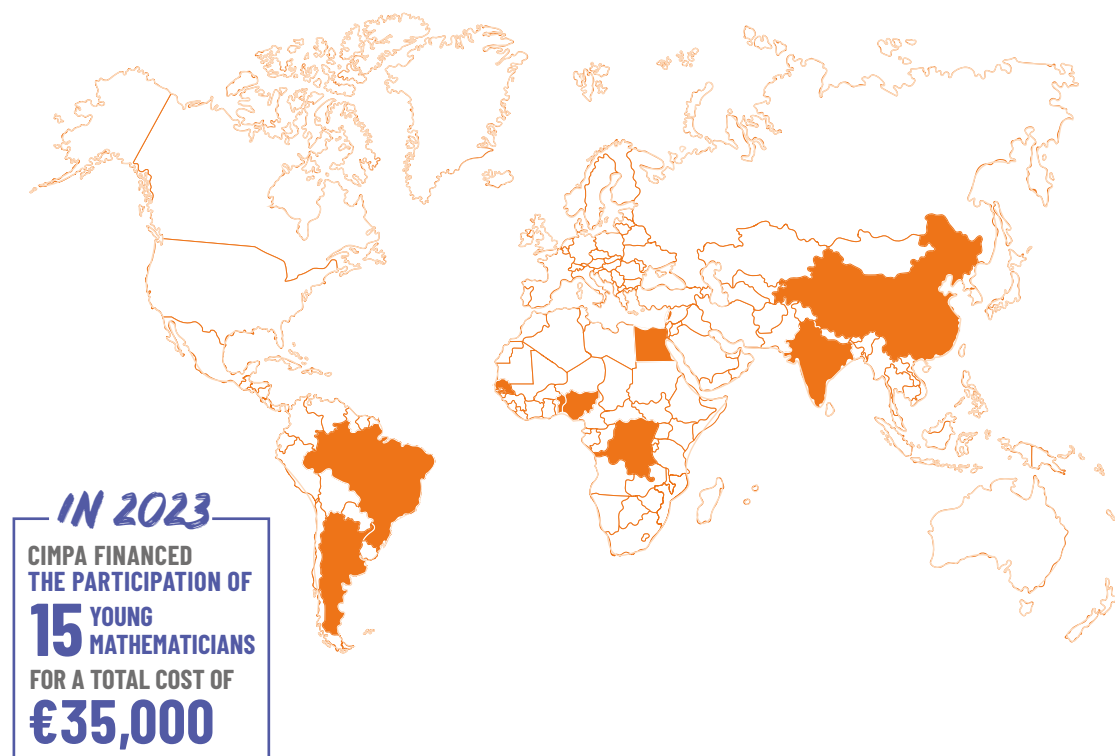 IN 2023
CIMPA FINANCED
THE PARTICIPATION OF
15 YOUNG
MATHEMATICIANS
FOR A TOTAL COST OF
€35,000